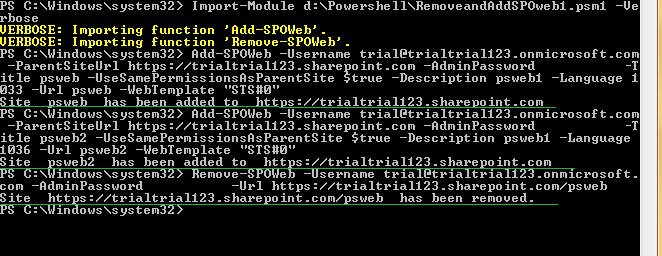 PS C:\Windows\system32> Import-Module d:\Powershell\RemoveandAddSPOweb1.psm1 -Ve
rbose
VERBOSE: Importing function 'Add-SPOWeb'.
VERBOSE: Importing function 'Remove-SPOWeb'.
PS C:\Windows\system32> Add-SPOWeb -Username trial@trialtrial123.onmicrosoft.com
 -ParentSiteUrl https://trialtrial123.sharepoint.com -AdminPassword            -T
itle psweb -UseSamePermissionsAsParentSite $true -Description psweb1 -Language 1
033 -Url psweb -WebTemplate "STS#0"
Site  psweb  has been added to  https://trialtrial123.sharepoint.com
PS C:\Windows\system32> Add-SPOWeb -Username trial@trialtrial123.onmicrosoft.com
 -ParentSiteUrl https://trialtrial123.sharepoint.com -AdminPassword            -T
itle psweb2 -UseSamePermissionsAsParentSite $true -Description psweb1 -Language
1036 -Url psweb2 -WebTemplate "STS#0"
Site  psweb2  has been added to  https://trialtrial123.sharepoint.com
PS C:\Windows\system32> Remove-SPOWeb -Username trial@trialtrial123.onmicrosoft.
com -AdminPassword            -Url https://trialtrial123.sharepoint.com/psweb
Site  https://trialtrial123.sharepoint.com/psweb  has been removed.
PS C:\Windows\system32>